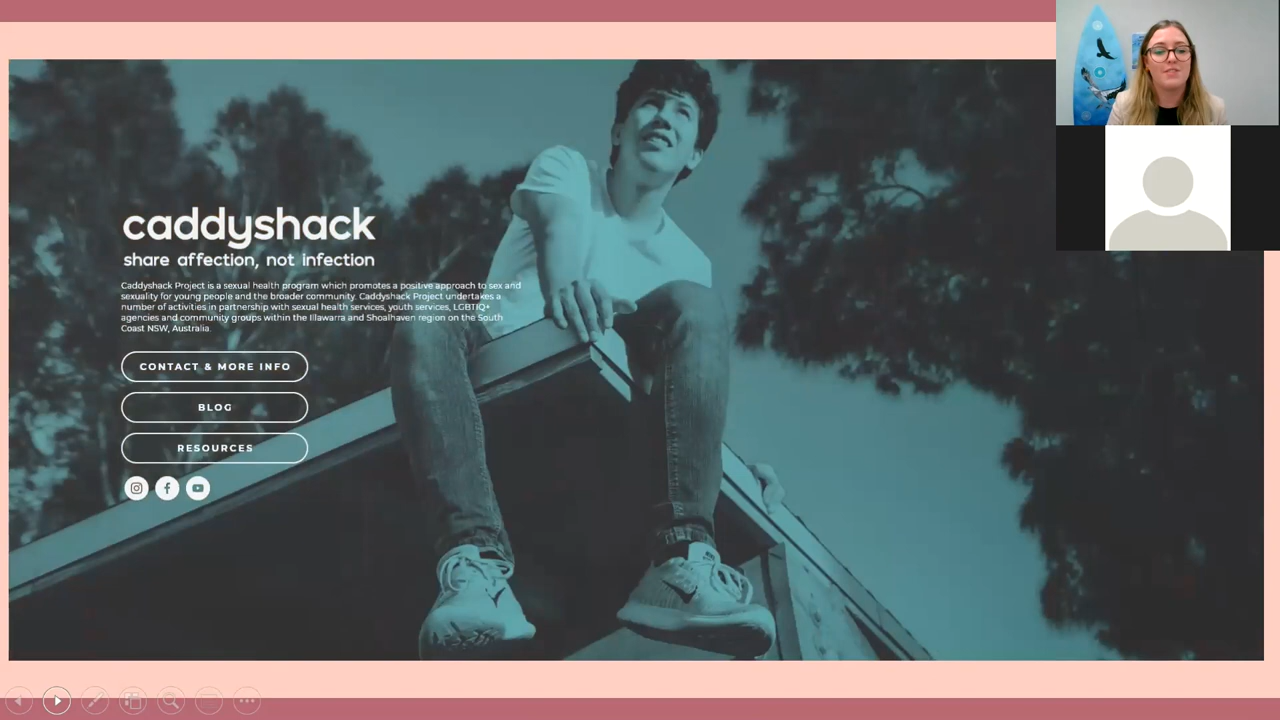 caddyshack
share affection, not infection
Caddyshack Project is a sexual health program which promotes a positive approach to sex and
sexuality for young people and the broader community. Caddyshack Project undertakes a
number of activities in partnership with sexual health services, youth services, LGBTIQ+
agencies and community groups within the Illawarra and Shoalhaven region on the South
Coast NSW, Australia.
CONTACT & MORE INFO
BLOG
RESOURCES